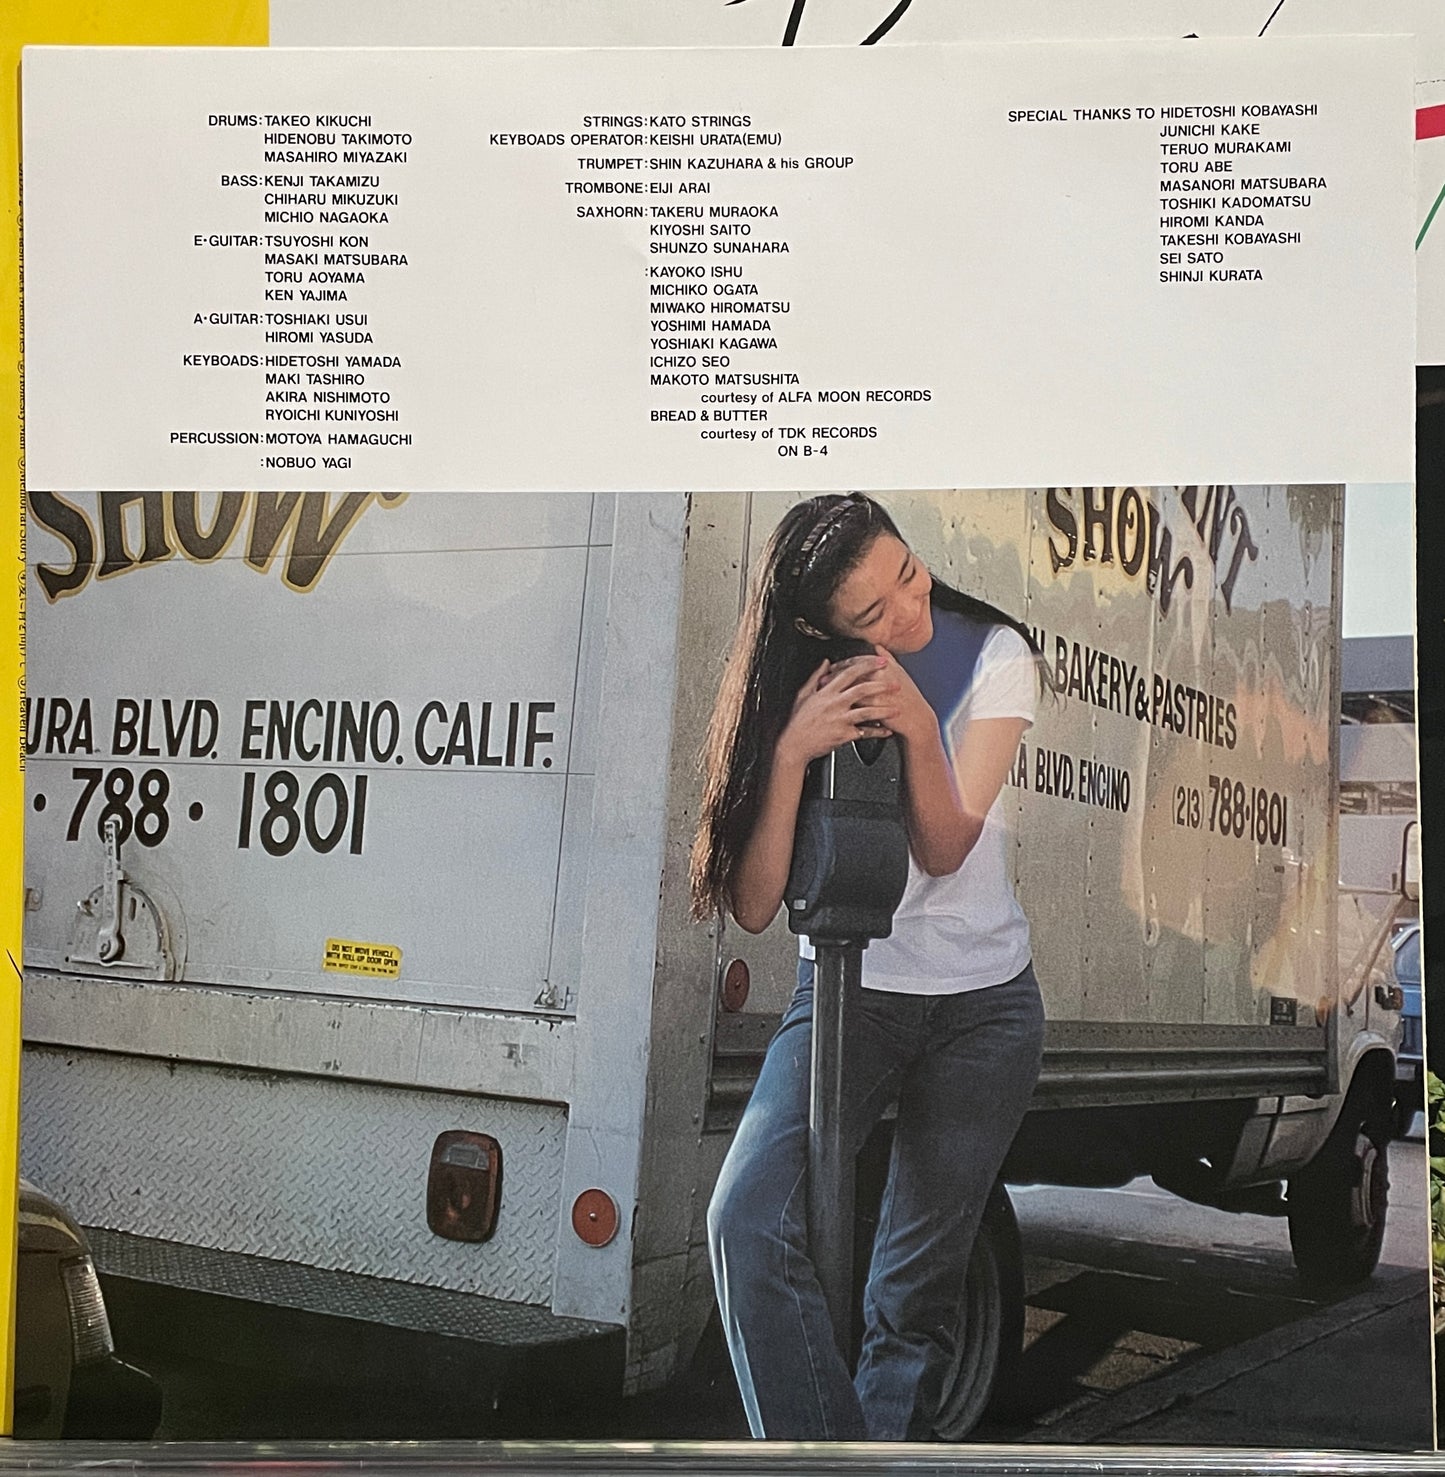 DRUMS:TAKEO KIKUCHI
HIDENOBU TAKIMOTO
MASAHIRO MIYAZAKI
BASS:KENJI TAKAMIZU
CHIHARU MIKUZUKI
MICHIO NAGAOKA
E•GUITAR:TSUYOSHI KON
MASAKI MATSUBARA
TORU AOYAMA
KEN YAJIMA
A•GUITAR:TOSHIAKI USUI
HIROMI YASUDA
KEYBOADS:HIDETOSHI YAMADA
MAKI TASHIRO
AKIRA NISHIMOTO
RYOICHI KUNIYOSHI
PERCUSSION:MOTOYA HAMAGUCHI
:NOBUO YAGI
STRINGS:KATO STRINGS
KEYBOADS OPERATOR:KEISHI URATA(EMU)
TRUMPET:SHIN KAZUHARA & his GROUP
TROMBONE:EIJI ARAI
SAXHORN:TAKERU MURAOKA
KIYOSHI SAITO
SHUNZO SUNAHARA
:KAYOKO ISHU
MICHIKO OGATA
MIWAKO HIROMATSU
YOSHIMI HAMADA
YOSHIAKI KAGAWA
ICHIZO SEO
MAKOTO MATSUSHITA
courtesy of ALFA MOON RECORDS
BREAD & BUTTER
courtesy of TDK RECORDS
ON B-4
SPECIAL THANKS TO HIDETOSHI KOBAYASHI
JUNICHI KAKE
TERUO MURAKAMI
TORU ABE
MASANORI MATSUBARA
TOSHIKI KADOMATSU
HIROMI KANDA
TAKESHI KOBAYASHI
SEI SATO
SHINJI KURATA
SHOW
URA BLVD. ENCINO. CALIF.
• 788 • 1801
DO NOT MOVE VEHICLE
WITH ROLL UP DOOR OPEN
SHOW
BAKERY & PASTRIES
RA BLVD. ENCINO (213) 788•1801